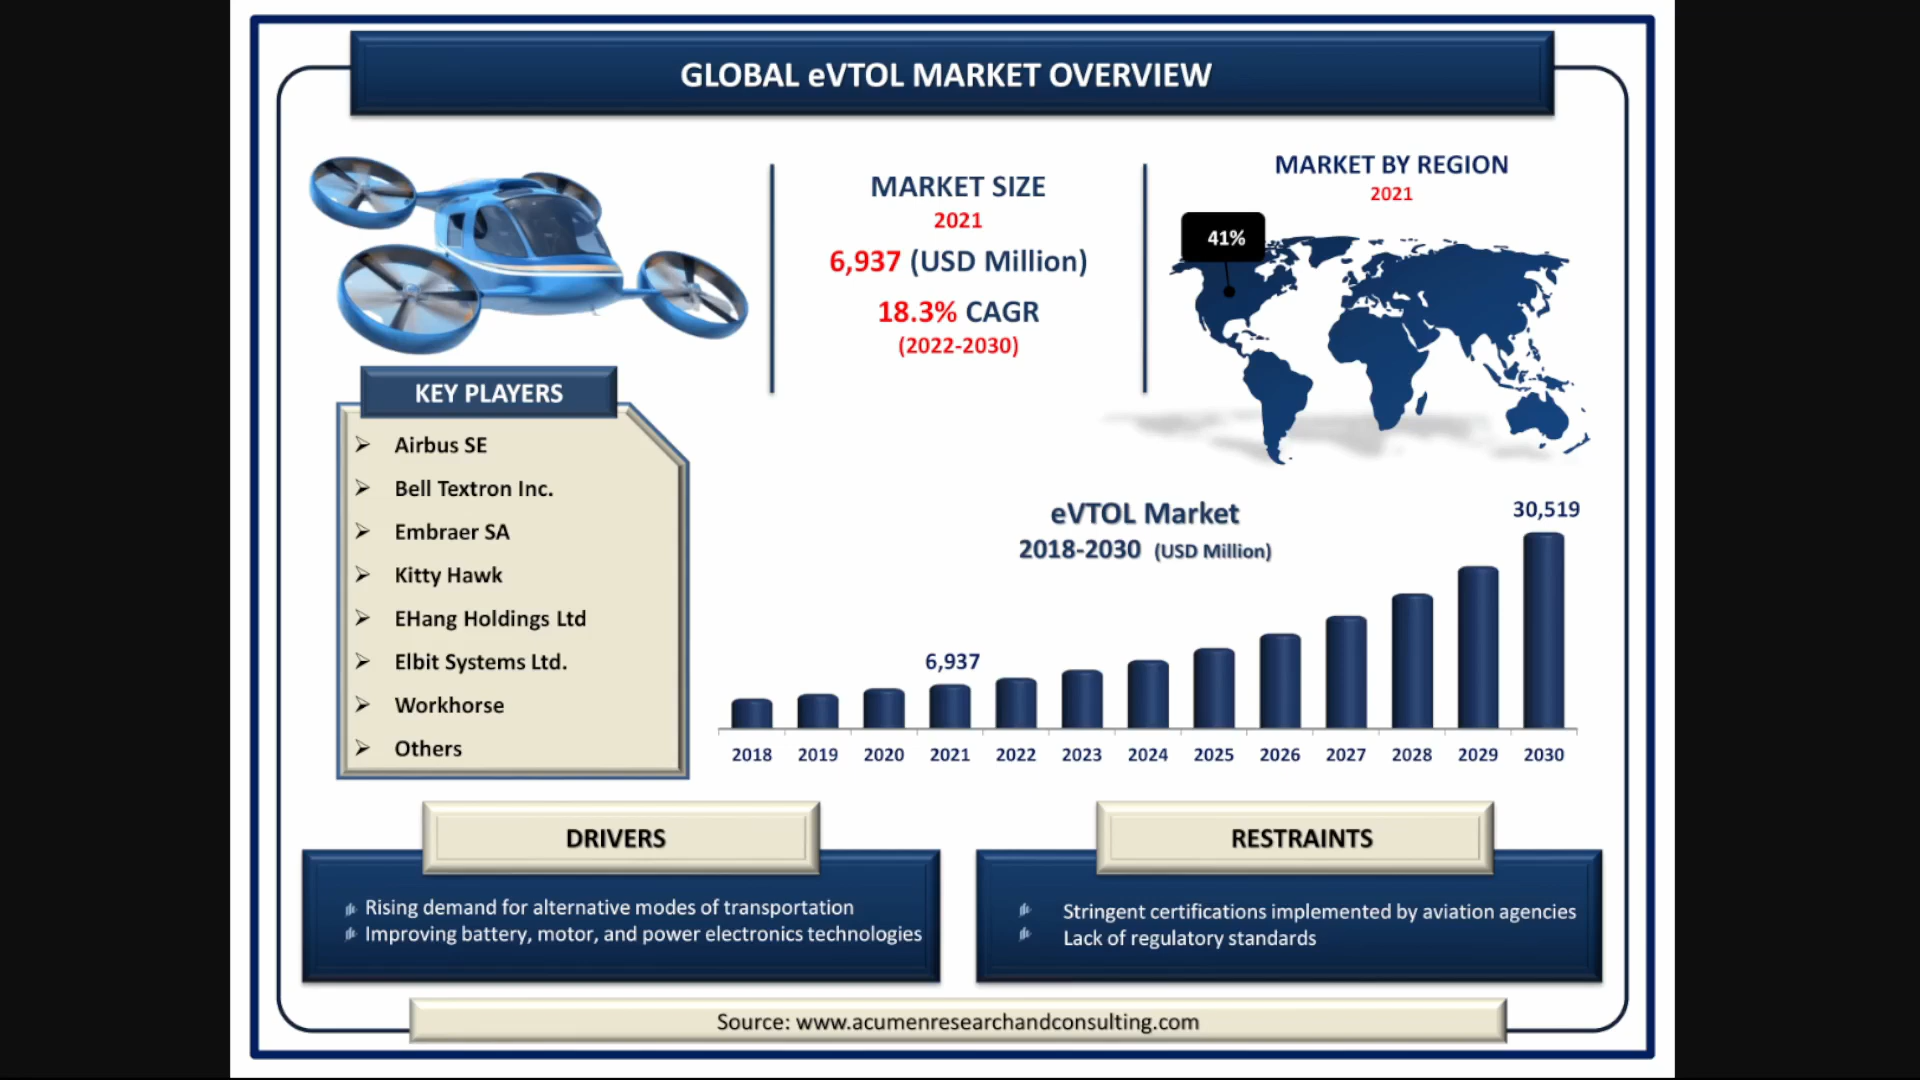 GLOBAL eVTOL MARKET OVERVIEW
MARKET SIZE
2021
6,937 (USD Million)
18.3% CAGR
(2022-2030)
MARKET BY REGION
2021
41%
KEY PLAYERS
Airbus SE
Bell Textron Inc.
Embraer SA
Kitty Hawk
EHang Holdings Ltd
Elbit Systems Ltd.
Workhorse
Others
eVTOL Market
2018-2030 (USD Million)
30,519
6,937
2018 2019 2020 2021 2022 2023 2024 2025 2026 2027 2028 2029 2030
DRIVERS
Rising demand for alternative modes of transportation
Improving battery, motor, and power electronics technologies
RESTRAINTS
Stringent certifications implemented by aviation agencies
Lack of regulatory standards
Source: www.acumenresearchandconsulting.com